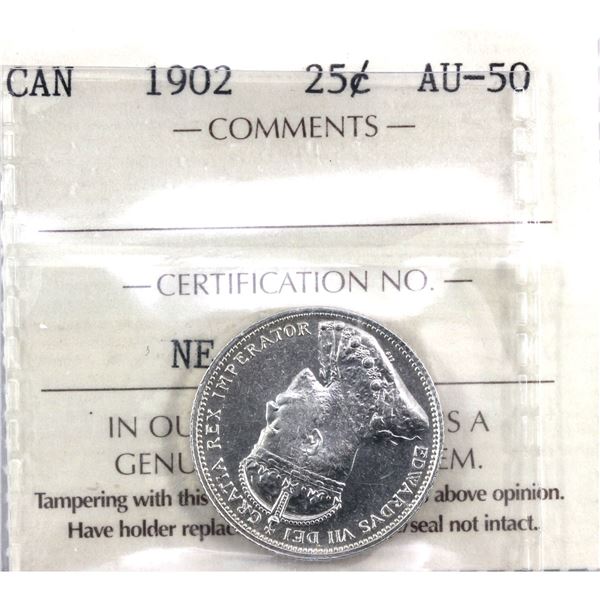 CAN 1902 25¢ AU-50
— COMMENTS —
— CERTIFICATION NO. —
NE
IN OU S A
GENU EM.
Tampering with this above opinion.
Have holder replac /seal not intact.
EDWARDVS VII DEI GRATIA REX IMPERATOR